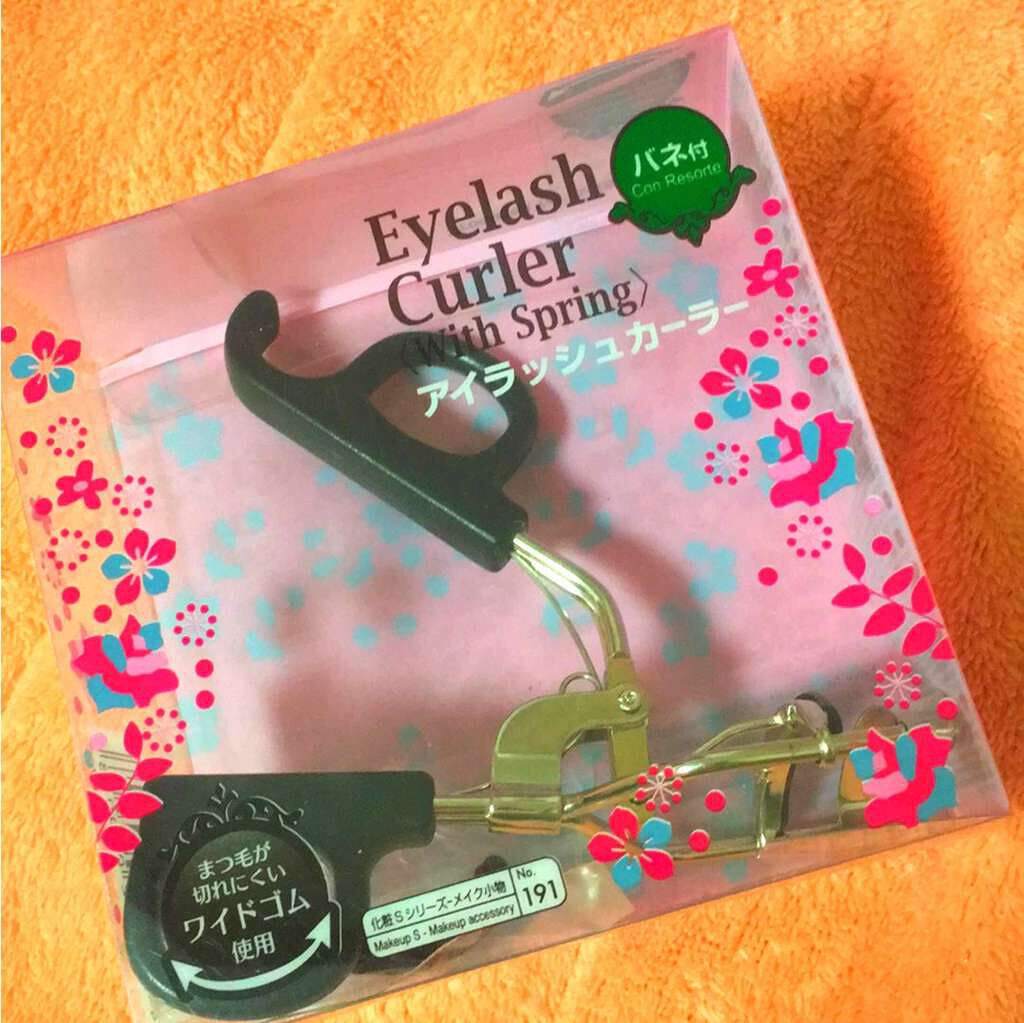 バネ付
Con Resorte
Eyelash
Curler
〈With Spring〉
アイラッシュカーラー
まつ毛が
切れにくい
ワイドゴム
使用
化粧Sシリーズ-メイク小物
Makeup S - Makeup accessory
No.
191